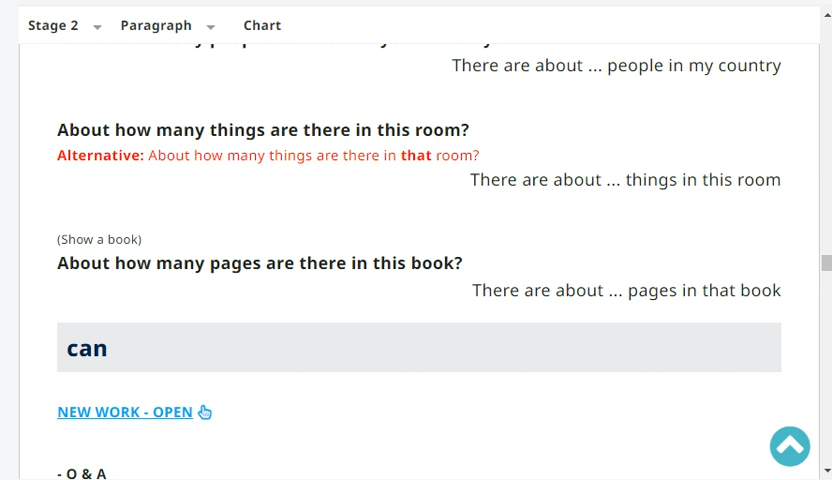 Stage 2 Paragraph Chart
There are about ... people in my country
About how many things are there in this room?
Alternative: About how many things are there in that room?
There are about ... things in this room
(Show a book)
About how many pages are there in this book?
There are about ... pages in that book
can
NEW WORK - OPEN
- Q & A